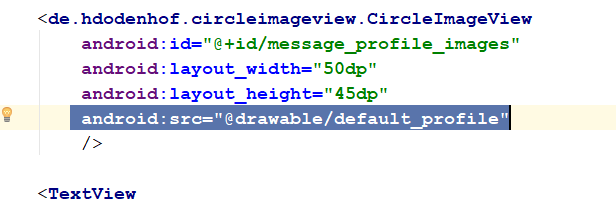 <de.hdodenhof.circleimageview.CircleImageView
android:id="@+id/message_profile_images"
android:layout_width="50dp"
android:layout_height="45dp"
android:src="@drawable/default_profile"
/>
<TextView